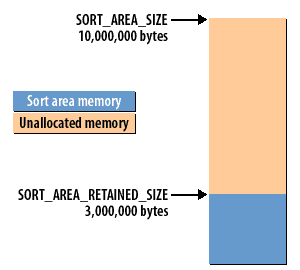 SORT_AREA_SIZE
10,000,000 bytes
Sort area memory
Unallocated memory
SORT_AREA_RETAINED_SIZE
3,000,000 bytes